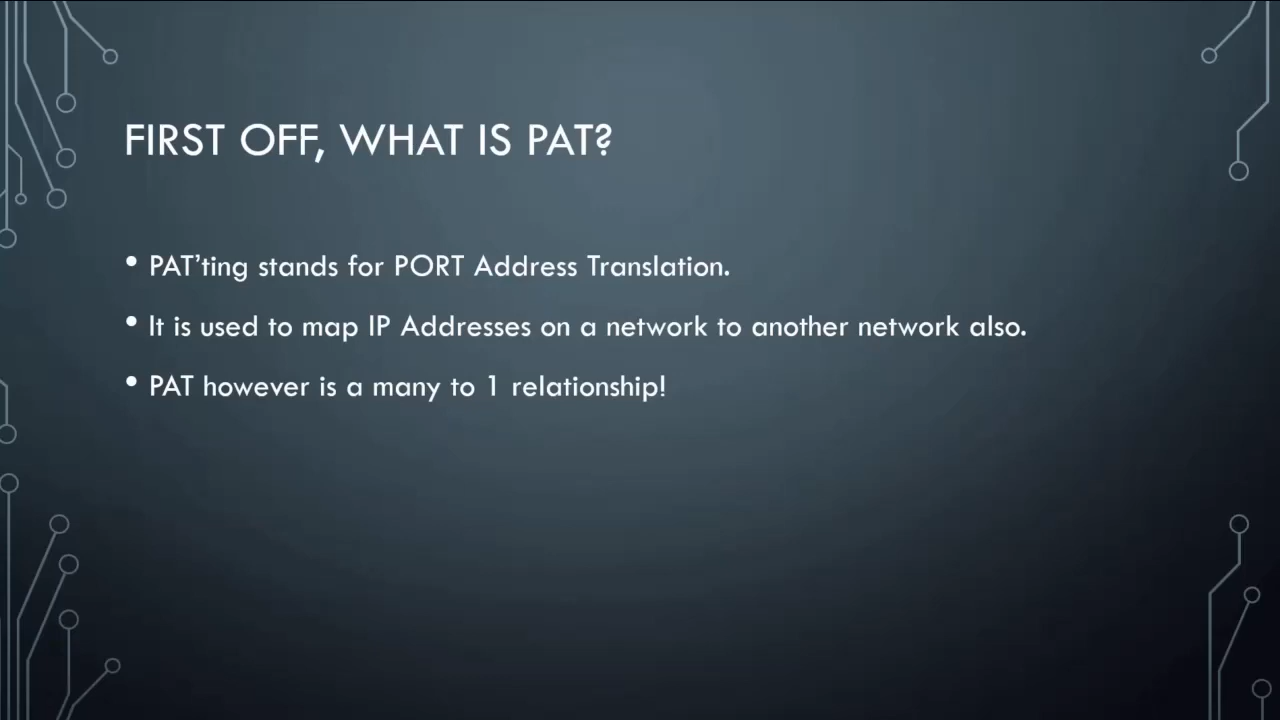 FIRST OFF, WHAT IS PAT?
• PAT’ting stands for PORT Address Translation.
• It is used to map IP Addresses on a network to another network also.
• PAT however is a many to 1 relationship!